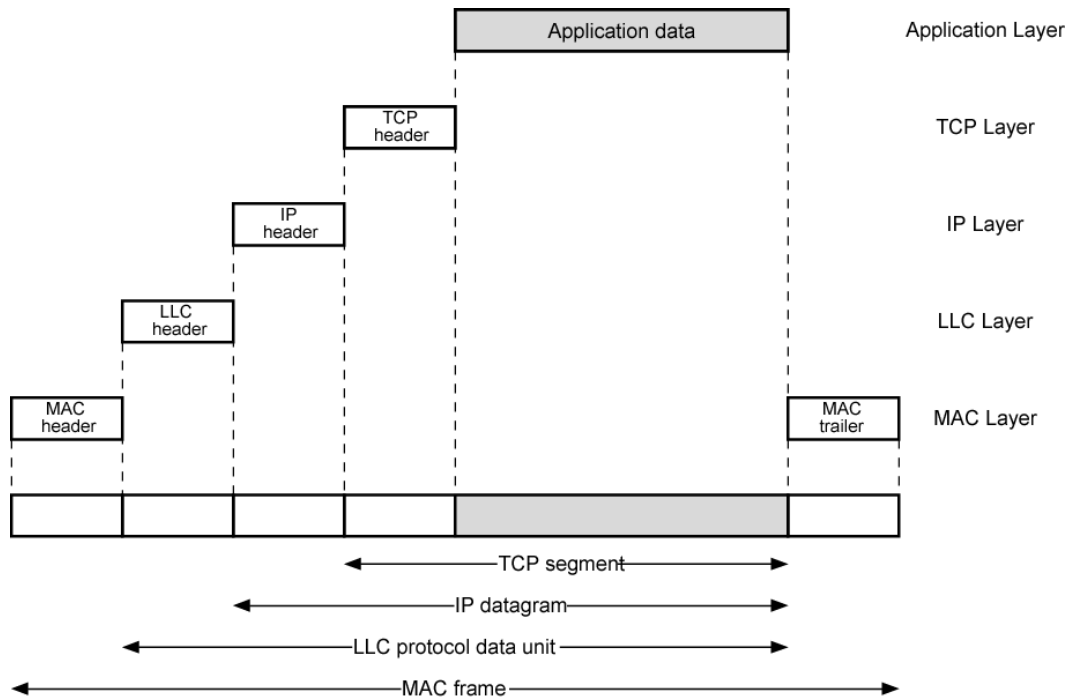 Application data
Application Layer
TCP
header
TCP Layer
IP
header
IP Layer
LLC
header
LLC Layer
MAC
header
MAC
trailer
MAC Layer
TCP segment
IP datagram
LLC protocol data unit
MAC frame